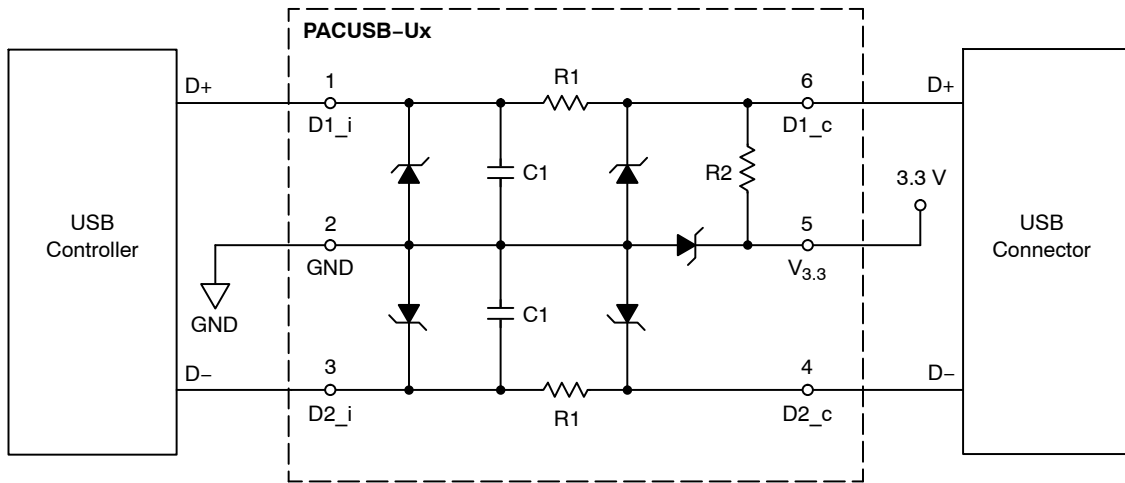 PACUSB–Ux
D+
1
D1_i
R1
6
D1_c
D+
C1
R2
3.3 V
USB
Controller
2
GND
5
V3.3
USB
Connector
GND
C1
D–
3
D2_i
R1
4
D2_c
D–